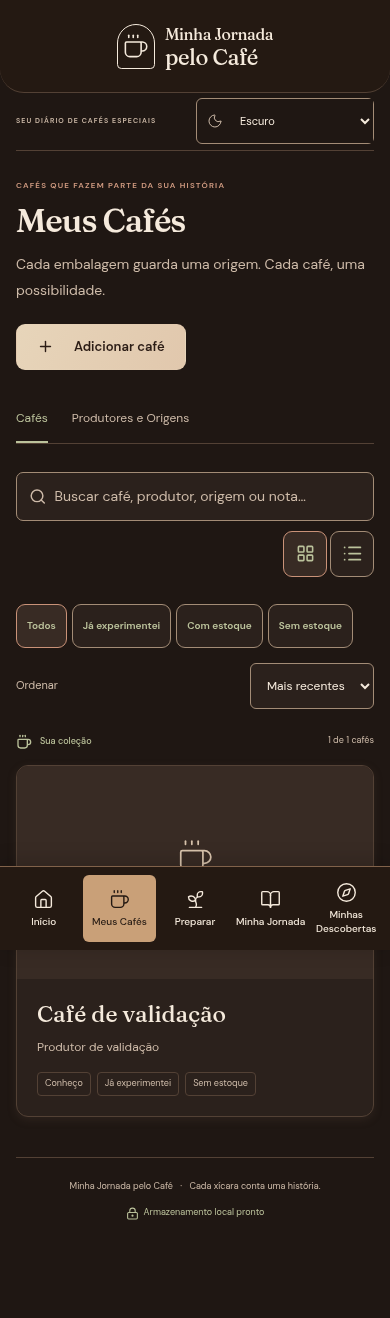 Minha Jornada
pelo Café
SEU DIÁRIO DE CAFÉS ESPECIAIS
Escuro
CAFÉS QUE FAZEM PARTE DA SUA HISTÓRIA
Meus Cafés
Cada embalagem guarda uma origem. Cada café, uma
possibilidade.
Adicionar café
Cafés
Produtores e Origens
Buscar café, produtor, origem ou nota...
Todos
Já experimentei
Com estoque
Sem estoque
Ordenar
Mais recentes
Sua coleção
1 de 1 cafés
Início
Meus Cafés
Preparar
Minha Jornada
Minhas
Descobertas
Café de validação
Produtor de validação
Conheço
Já experimentei
Sem estoque
Minha Jornada pelo Café · Cada xícara conta uma história.
Armazenamento local pronto